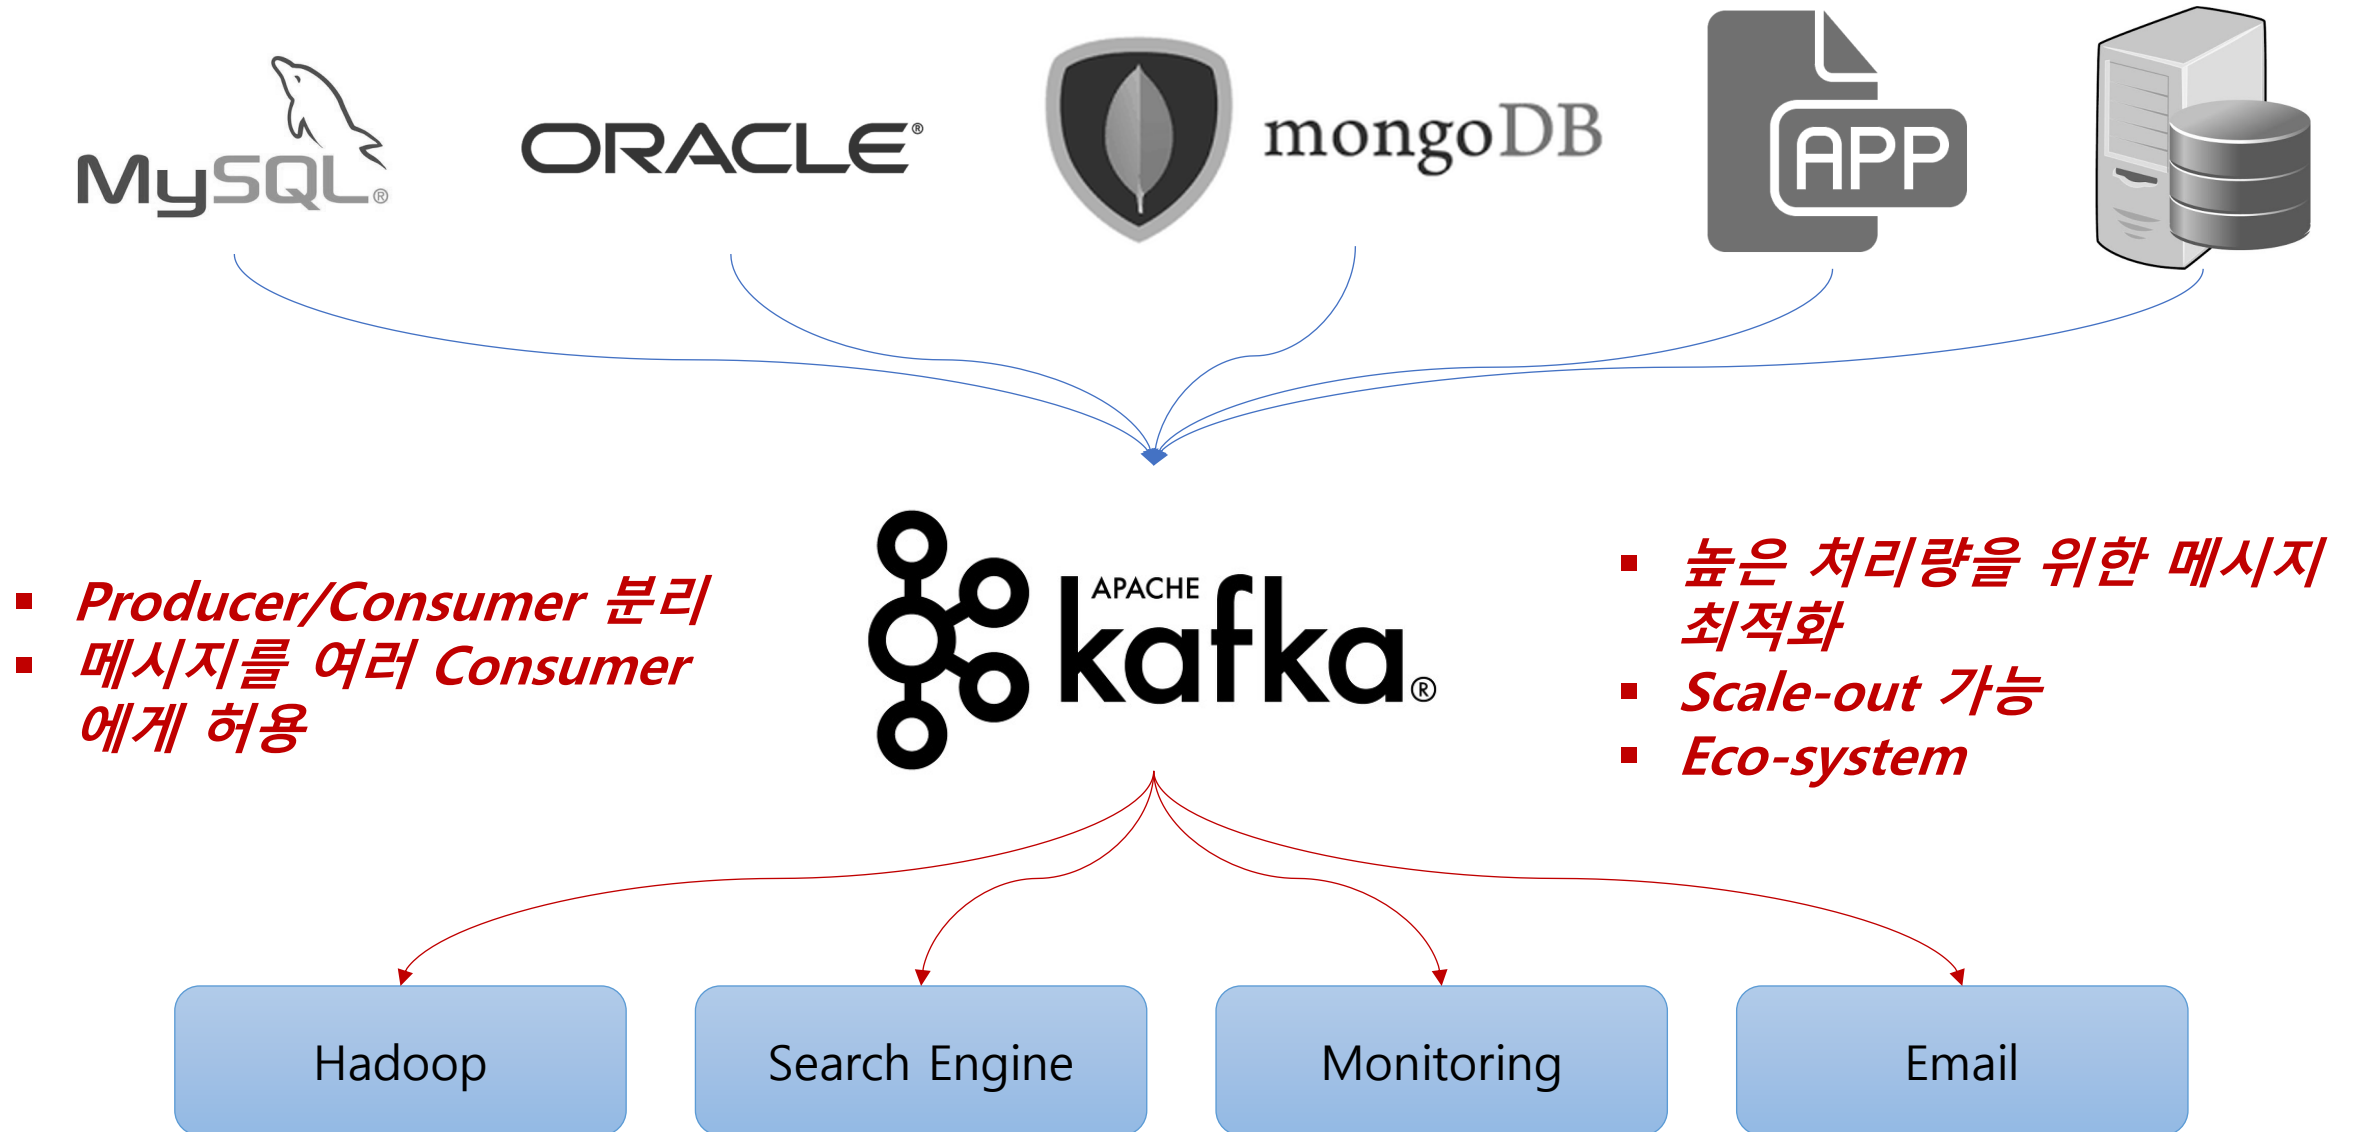 MySQL®
ORACLE®
mongoDB
APP
▪ Producer/Consumer 분리
▪ 메시지를 여러 Consumer
에게 허용
APACHE
kafka®
▪ 높은 처리량을 위한 메시지
최적화
▪ Scale-out 가능
▪ Eco-system
Hadoop
Search Engine
Monitoring
Email